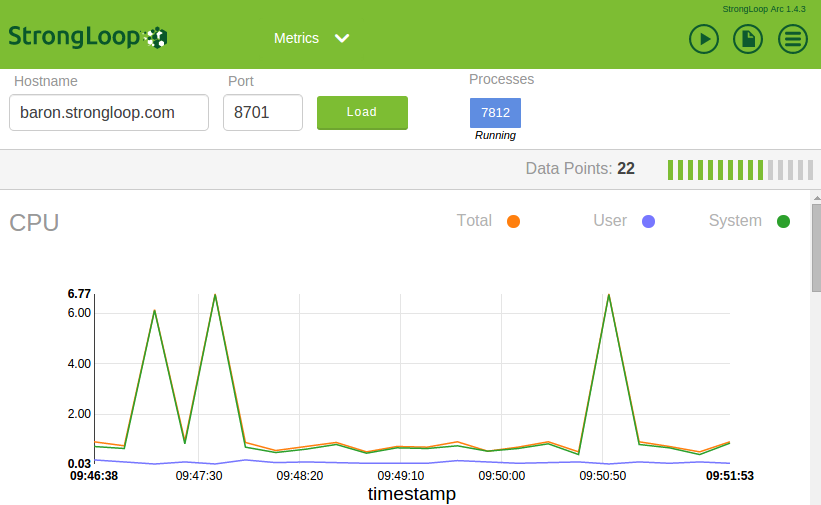 StrongLoop Arc 1.4.3
StrongLoop
Metrics
Hostname
Port
Processes
baron.strongloop.com
8701
Load
7812
Running
Data Points: 22
CPU
Total
User
System
6.77
6.00
4.00
2.00
0.03
09:46:38
09:47:30
09:48:20
09:49:10
09:50:00
09:50:50
09:51:53
timestamp